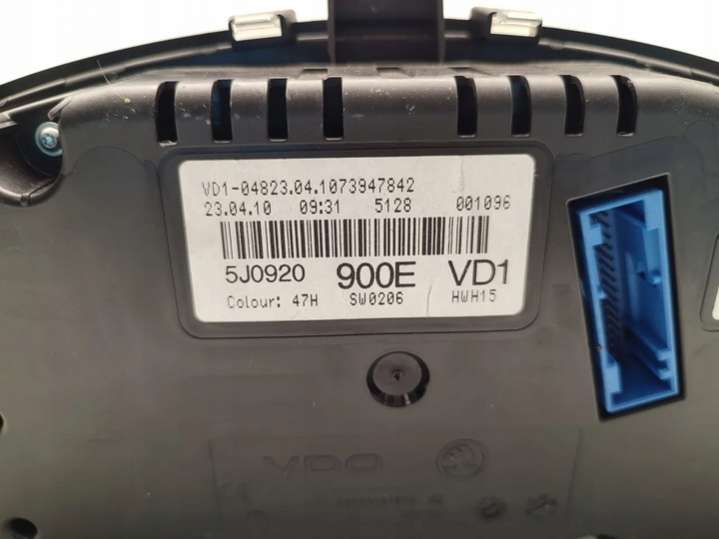 VD1-04823.04.1073947842
23.04.10 09:31 5128 001096
5J0920 900E VD1
Colour: 47H SW0206 HWH15
VDO